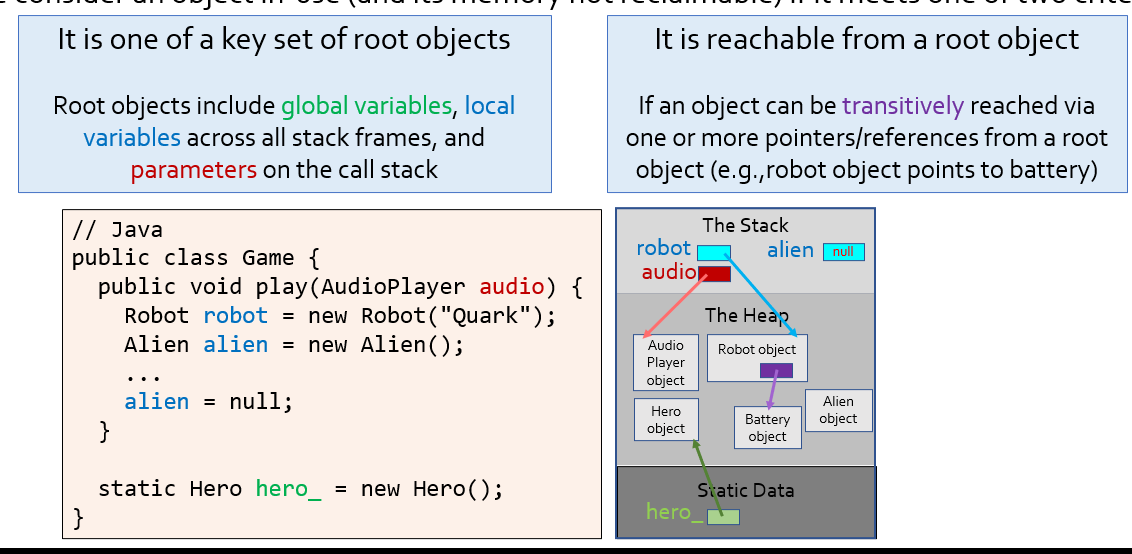 e consider an object in-use (and its memory not reclaimable) if it meets one of two crite
It is one of a key set of root objects
Root objects include global variables, local
variables across all stack frames, and
parameters on the call stack
It is reachable from a root object
If an object can be transitively reached via
one or more pointers/references from a root
object (e.g.,robot object points to battery)
// Java
public class Game {
  public void play(AudioPlayer audio) {
    Robot robot = new Robot("Quark");
    Alien alien = new Alien();
    ...
    alien = null;
  }
  static Hero hero_ = new Hero();
}
The Stack
robot
alien
null
audio
The Heap
Audio
Player
object
Robot object
Hero
object
Battery
object
Alien
object
Static Data
hero_